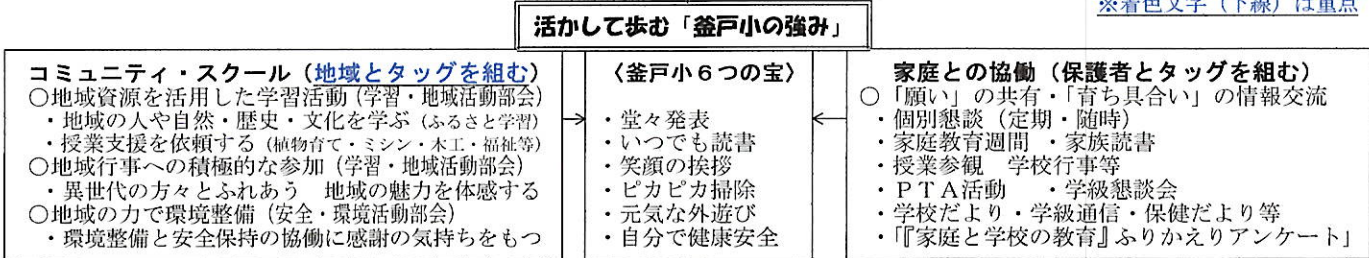 ※着色文字（下線）は重点
活かして歩む「釜戸小の強み」
コミュニティ・スクール（地域とタッグを組む）
○地域資源を活用した学習活動（学習・地域活動部会）
・地域の人や自然・歴史・文化を学ぶ（ふるさと学習）
・授業支援を依頼する（植物育て・ミシン・木工・福祉等）
○地域行事への積極的な参加（学習・地域活動部会）
・異世代の方々とふれあう　地域の魅力を体感する
○地域の力で環境整備（安全・環境活動部会）
・環境整備と安全保持の協働に感謝の気持ちをもつ
〈釜戸小６つの宝〉
・堂々発表
・いつでも読書
・笑顔の挨拶
・ピカピカ掃除
・元気な外遊び
・自分で健康安全
家庭との協働（保護者とタッグを組む）
○「願い」の共有・「育ち具合い」の情報交流
・個別懇談（定期・随時）
・家庭教育週間　・家族読書
・授業参観　学校行事等
・ＰＴＡ活動　・学級懇談会
・学校だより・学級通信・保健だより等
・「『家庭と学校の教育』ふりかえりアンケート」